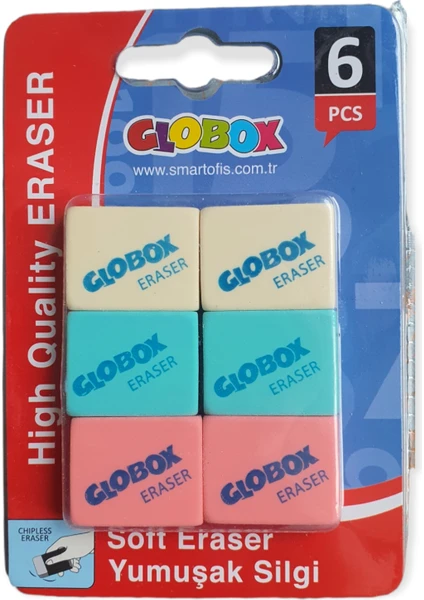 6
PCS
GLOBOX
www.smartofis.com.tr
High Quality ERASER
GLOBOX
ERASER
GLOBOX
ERASER
GLOBOX
ERASER
GLOBOX
ERASER
GLOBOX
ERASER
GLOBOX
ERASER
CHIPLESS
ERASER
Soft Eraser
Yumuşak Silgi